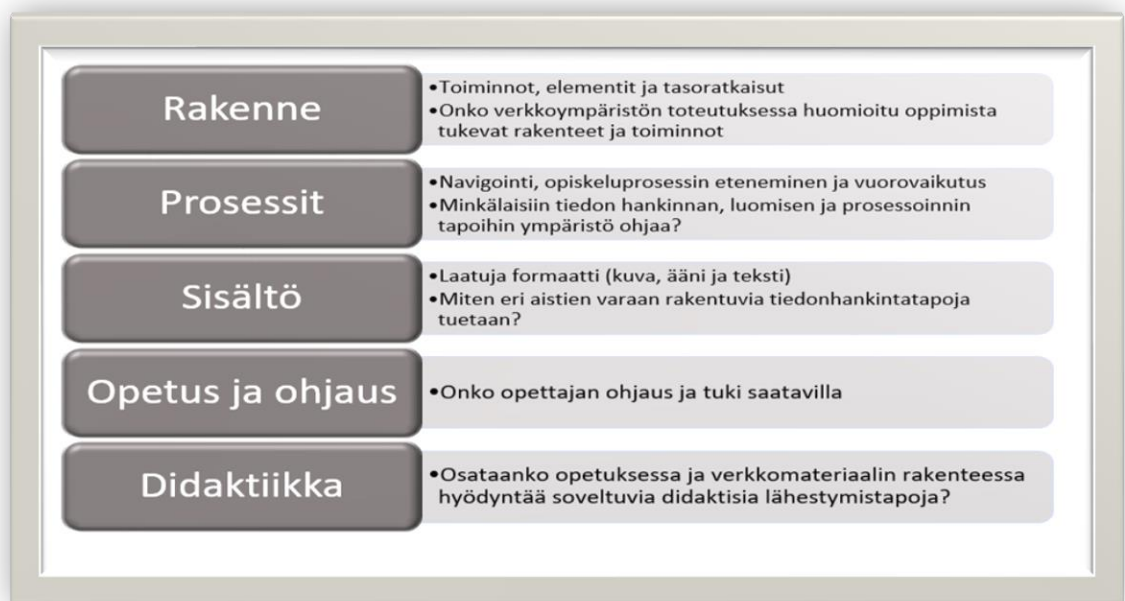 Rakenne
•Toiminnot, elementit ja tasoratkaisut
•Onko verkkoympäristön toteutuksessa huomioitu oppimista
tukevat rakenteet ja toiminnot
Prosessit
•Navigointi, opiskeluprosessin eteneminen ja vuorovaikutus
•Minkälaisiin tiedon hankinnan, luomisen ja prosessoinnin
tapoihin ympäristö ohjaa?
Sisältö
•Laatuja formaatti (kuva, ääni ja teksti)
•Miten eri aistien varaan rakentuvia tiedonhankintatapoja
tuetaan?
Opetus ja ohjaus
•Onko opettajan ohjaus ja tuki saatavilla
Didaktiikka
•Osataanko opetuksessa ja verkkomateriaalin rakenteessa
hyödyntää soveltuvia didaktisia lähestymistapoja?